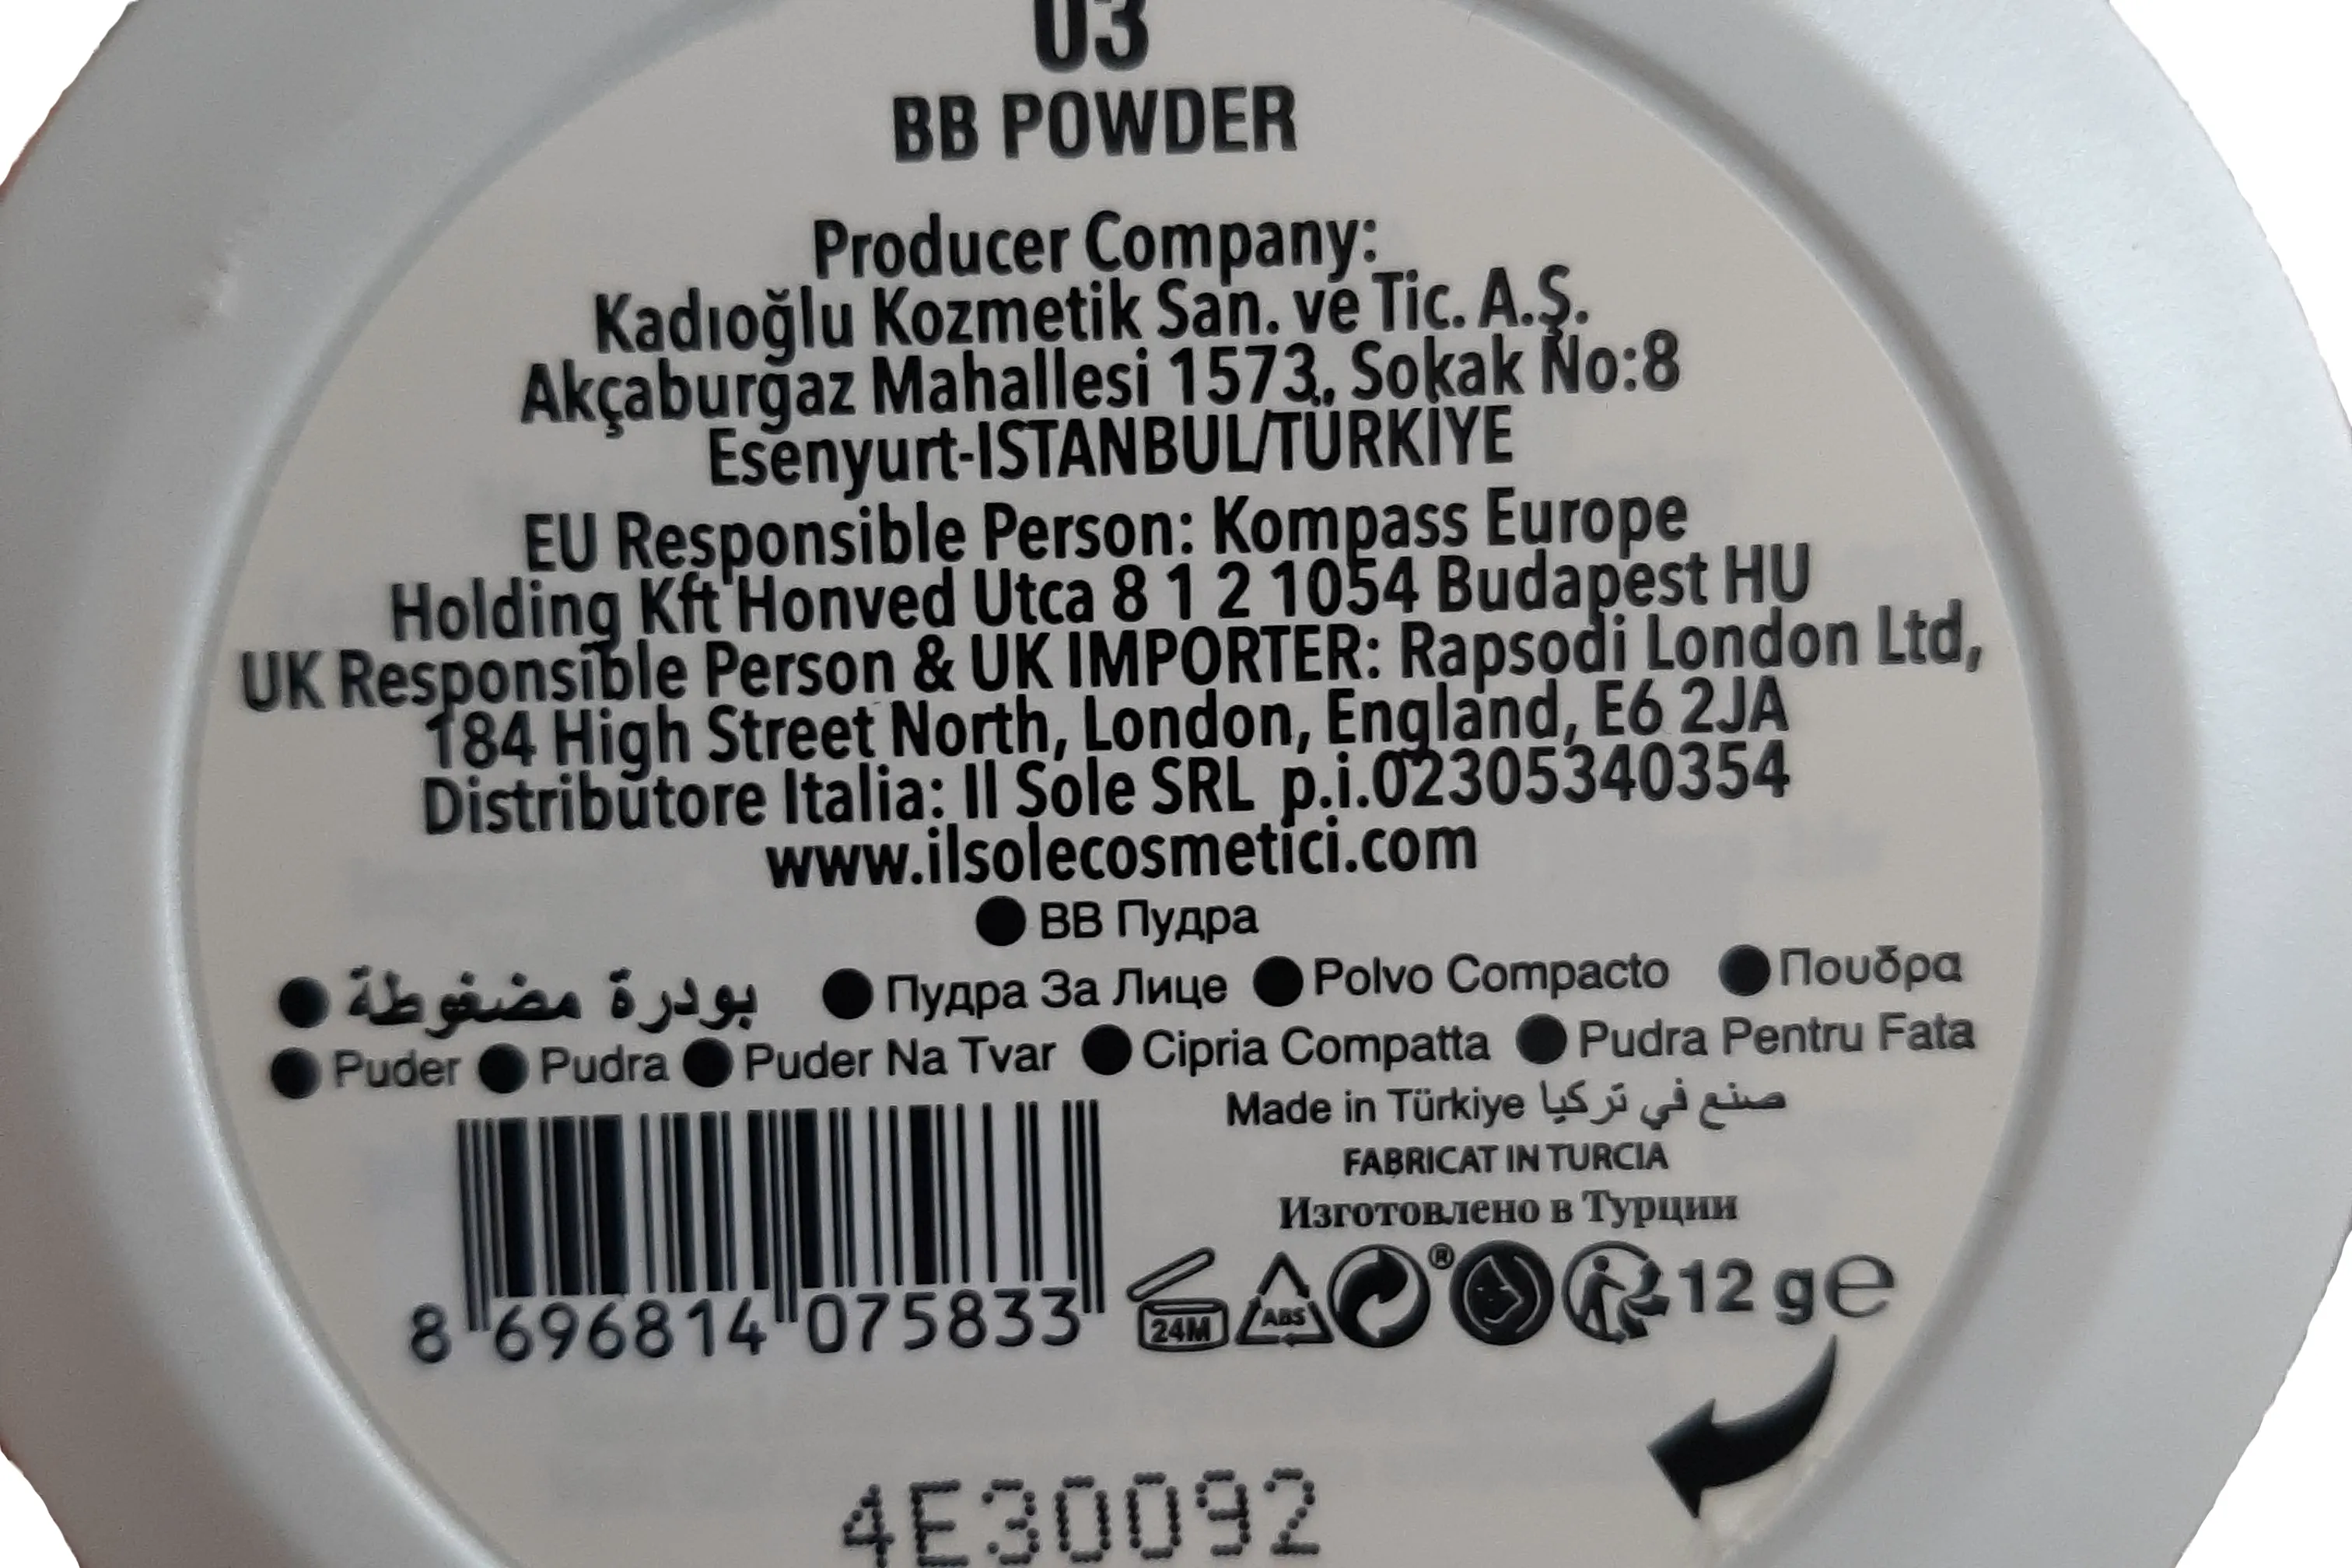 03
BB POWDER
Producer Company:
Kadıoğlu Kozmetik San. ve Tic. A.Ş.
Akçaburgaz Mahallesi 1573, Sokak No:8
Esenyurt-ISTANBUL/TÜRKİYE
EU Responsible Person: Kompass Europe
Holding Kft Honved Utca 8 1 2 1054 Budapest HU
UK Responsible Person & UK IMPORTER: Rapsodi London Ltd,
184 High Street North, London, England, E6 2JA
Distributore Italia: Il Sole SRL p.i.02305340354
www.ilsolecosmetici.com
● BB Пудра
● بودرة مضغوطة ● Пудра За Лице ● Polvo Compacto ● Πουδρα
● Puder ● Pudra ● Puder Na Tvar ● Cipria Compatta ● Pudra Pentru Fata
Made in Türkiye صنع في تركيا
FABRICAT IN TURCIA
Изготовлено в Турции
8 696814 075833 24M ABS ® 12 g e
4E30092